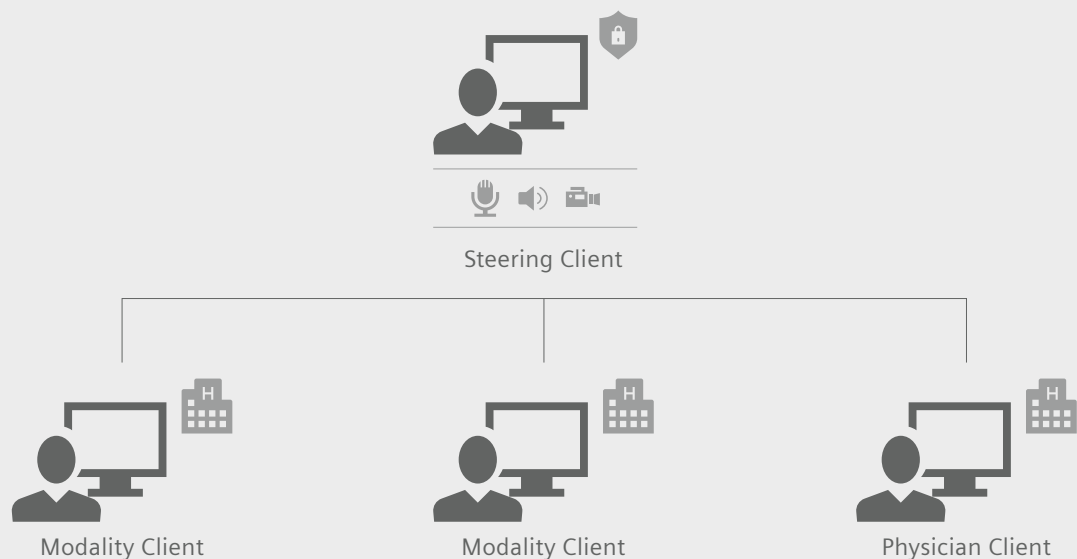 Steering Client
H
H
H
Modality Client
Modality Client
Physician Client